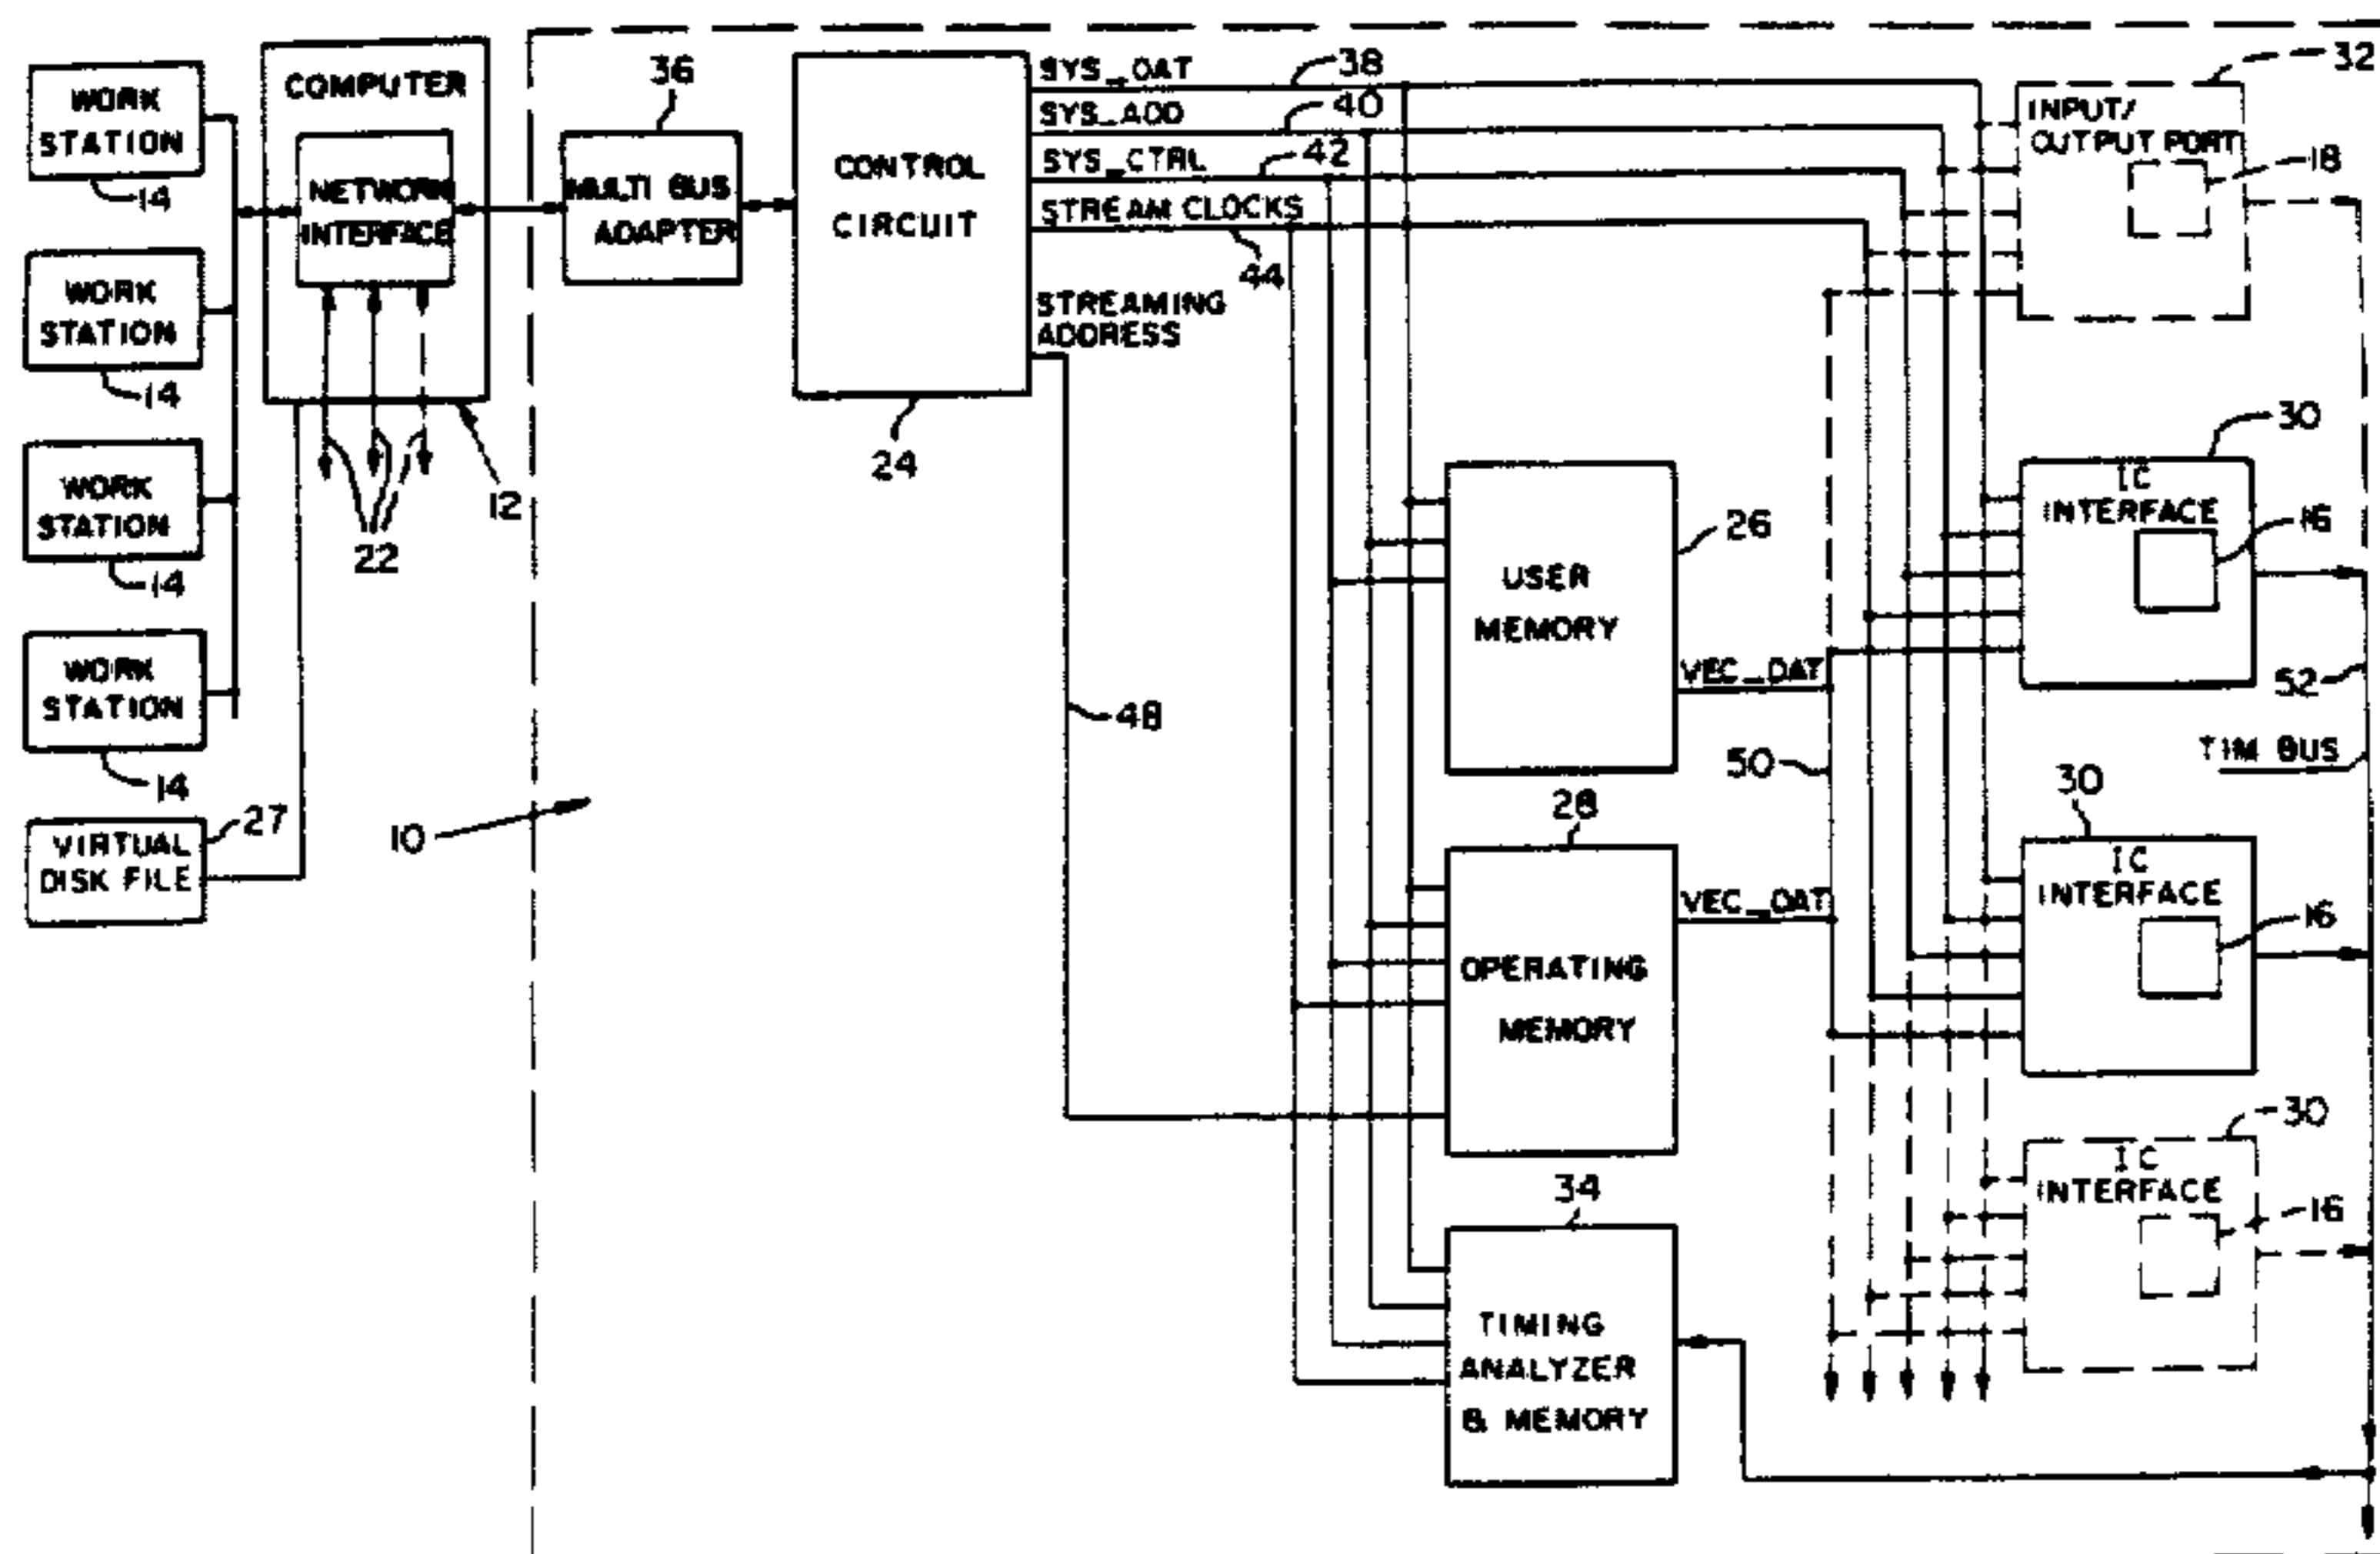 WORK
STATION
14
WORK
STATION
14
WORK
STATION
14
WORK
STATION
14
VIRTUAL
DISK FILE
27
COMPUTER
NETWORK
INTERFACE
22
12
10
36
MULTI BUS
ADAPTER
CONTROL
CIRCUIT
24
SYS_DAT
38
SYS_ADD
40
SYS_CTRL
42
STREAM CLOCKS
44
STREAMING
ADDRESS
48
USER
MEMORY
26
VEC_DAT
50
28
OPERATING
MEMORY
VEC_DAT
34
TIMING
ANALYZER
& MEMORY
32
INPUT/
OUTPUT PORT
18
30
IC
INTERFACE
16
52
TIM BUS
30
IC
INTERFACE
16
30
IC
INTERFACE
16